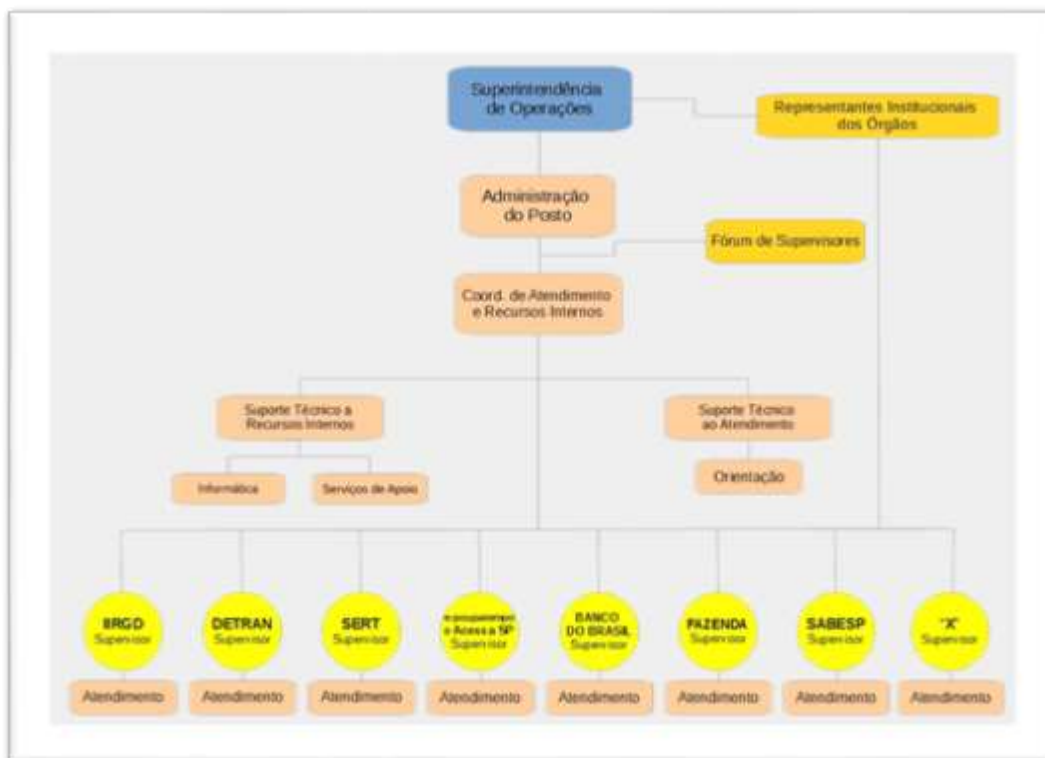 Superintendência
de Operações
Representantes Institucionais
dos Órgãos
Administração
do Posto
Fórum de Supervisores
Coord. de Atendimento
e Recursos Internos
Suporte Técnico a
Recursos Internos
Suporte Técnico
ao Atendimento
Informática
Serviços de Apoio
Orientação
IIRGD
Supervisor
DETRAN
Supervisor
SERT
Supervisor
e Acessa SP
Supervisor
BANCO
DO BRASIL
Supervisor
FAZENDA
Supervisor
SABESP
Supervisor
"X"
Supervisor
Atendimento
Atendimento
Atendimento
Atendimento
Atendimento
Atendimento
Atendimento
Atendimento